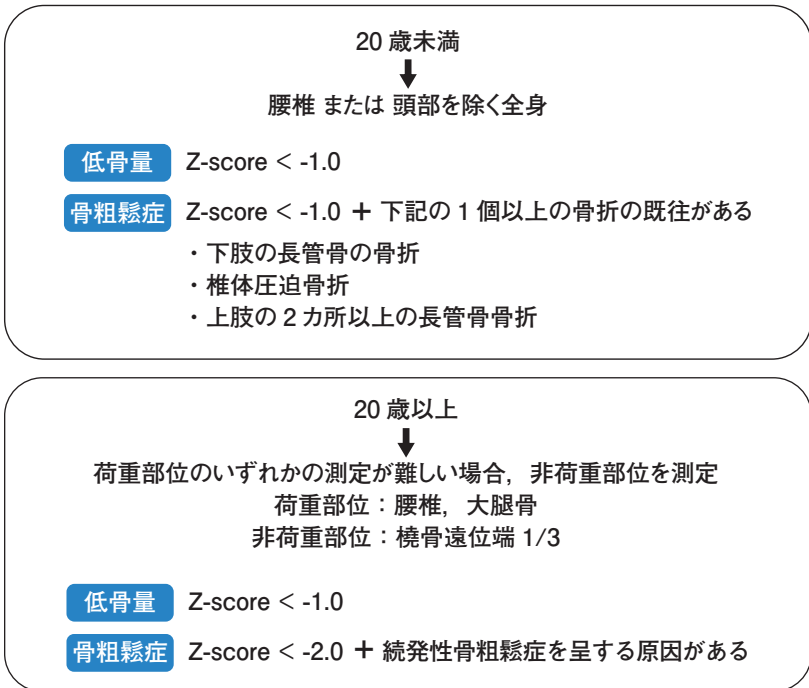 20 歳未満
腰椎 または 頭部を除く全身
低骨量 Z-score < -1.0
骨粗鬆症 Z-score < -1.0 + 下記の 1 個以上の骨折の既往がある
・下肢の長管骨の骨折
・椎体圧迫骨折
・上肢の 2 カ所以上の長管骨骨折
20 歳以上
荷重部位のいずれかの測定が難しい場合，非荷重部位を測定
荷重部位：腰椎，大腿骨
非荷重部位：橈骨遠位端 1/3
低骨量 Z-score < -1.0
骨粗鬆症 Z-score < -2.0 + 続発性骨粗鬆症を呈する原因がある